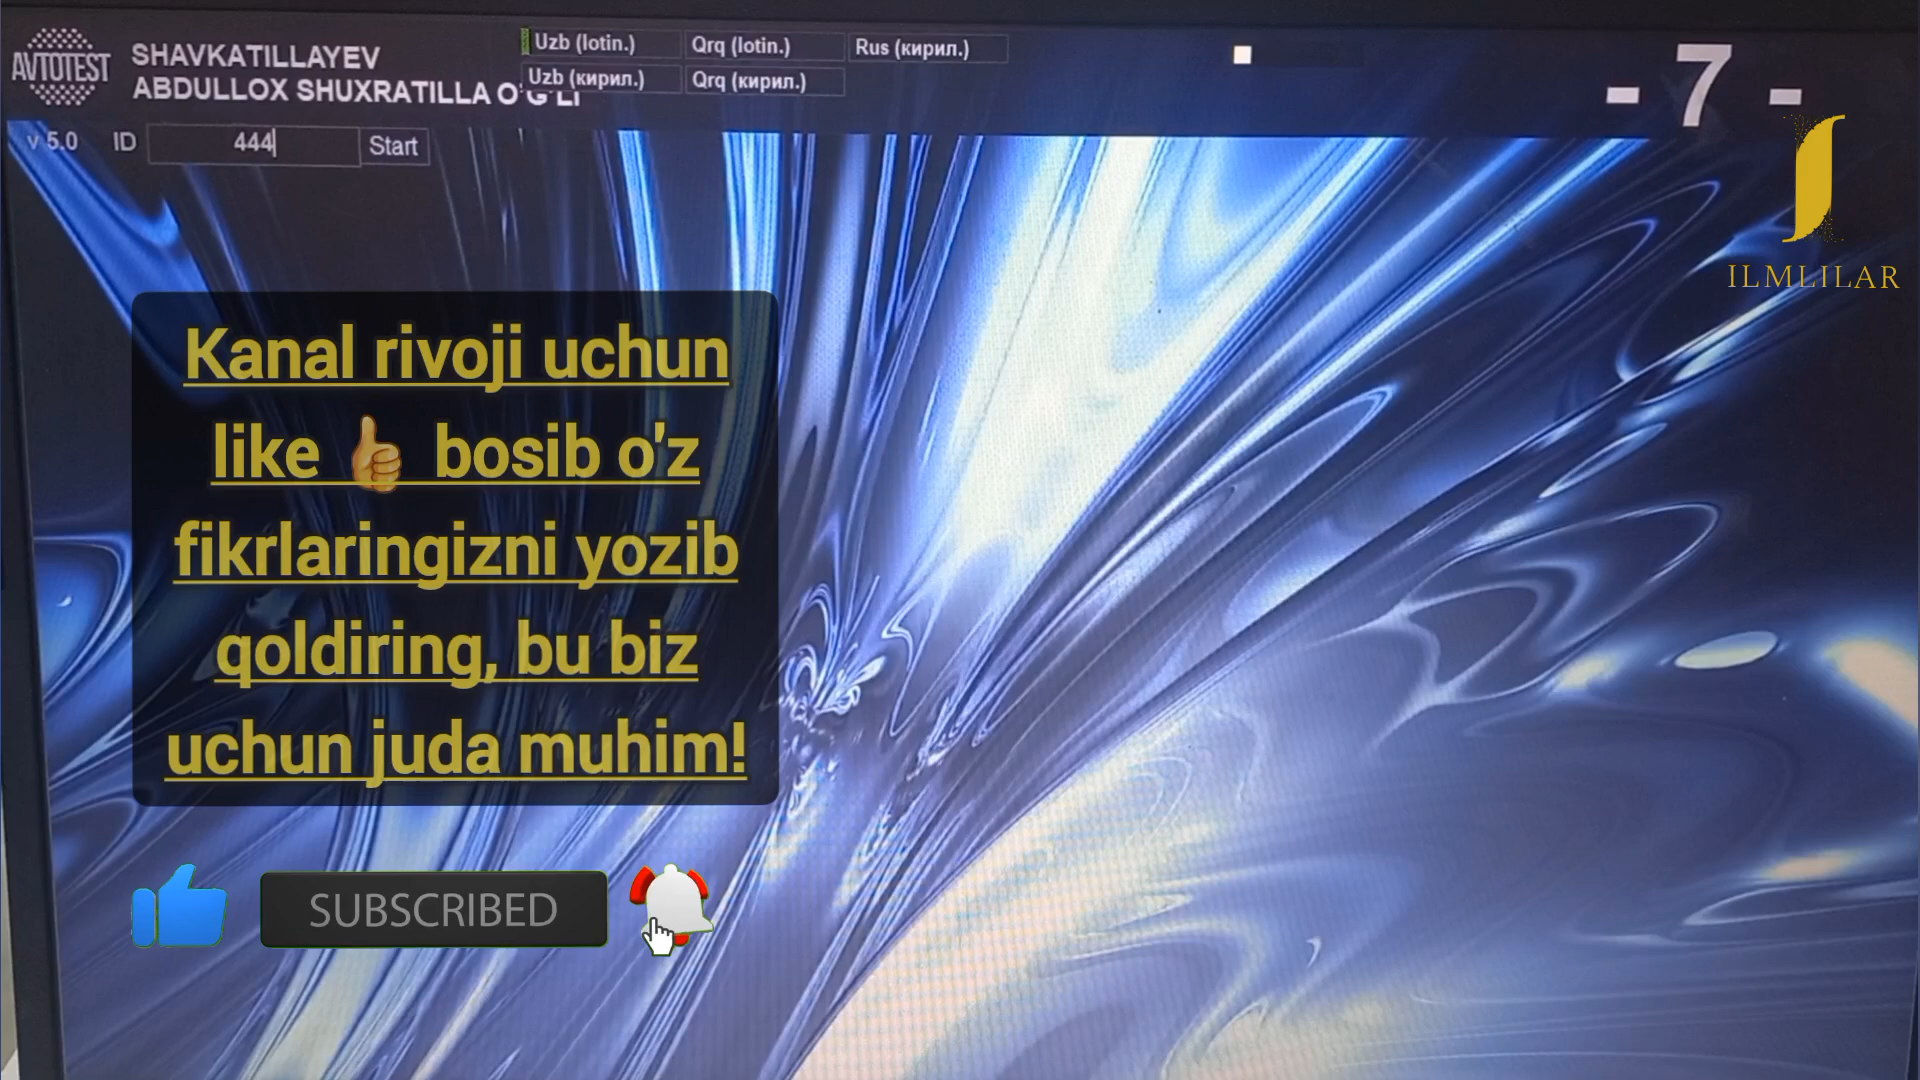 AVTOTEST
SHAVKATILLAYEV
ABDULLOX SHUXRATILLA O'G'LI
Uzb (lotin.)
Qrq (lotin.)
Rus (кирил.)
Uzb (кирил.)
Qrq (кирил.)
- 7 -
v 5.0
ID
444
Start
ILMLILAR
Kanal rivoji uchun
like 👍 bosib o'z
fikrlaringizni yozib
qoldiring, bu biz
uchun juda muhim!
SUBSCRIBED